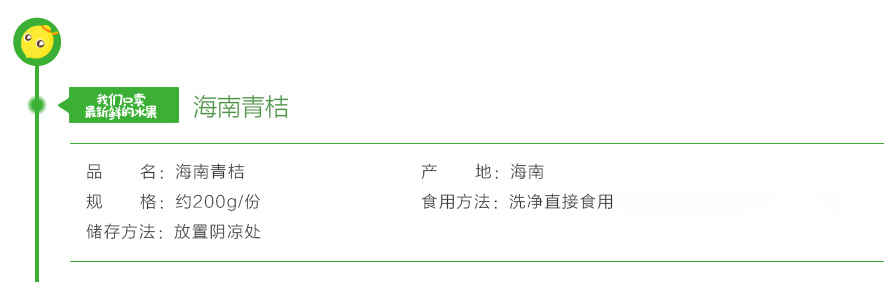 我们只卖
最新鲜的水果
海南青桔
品 名：海南青桔
产 地：海南
规 格：约200g/份
食用方法：洗净直接食用
储存方法：放置阴凉处